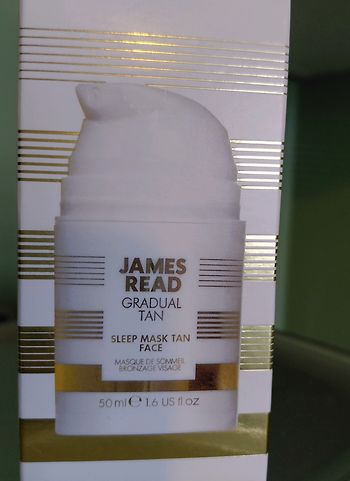 JAMES
READ
GRADUAL
TAN
SLEEP MASK TAN
FACE
MASQUE DE SOMMEIL
BRONZAGE VISAGE
50 ml ℮ 1.6 US fl.oz